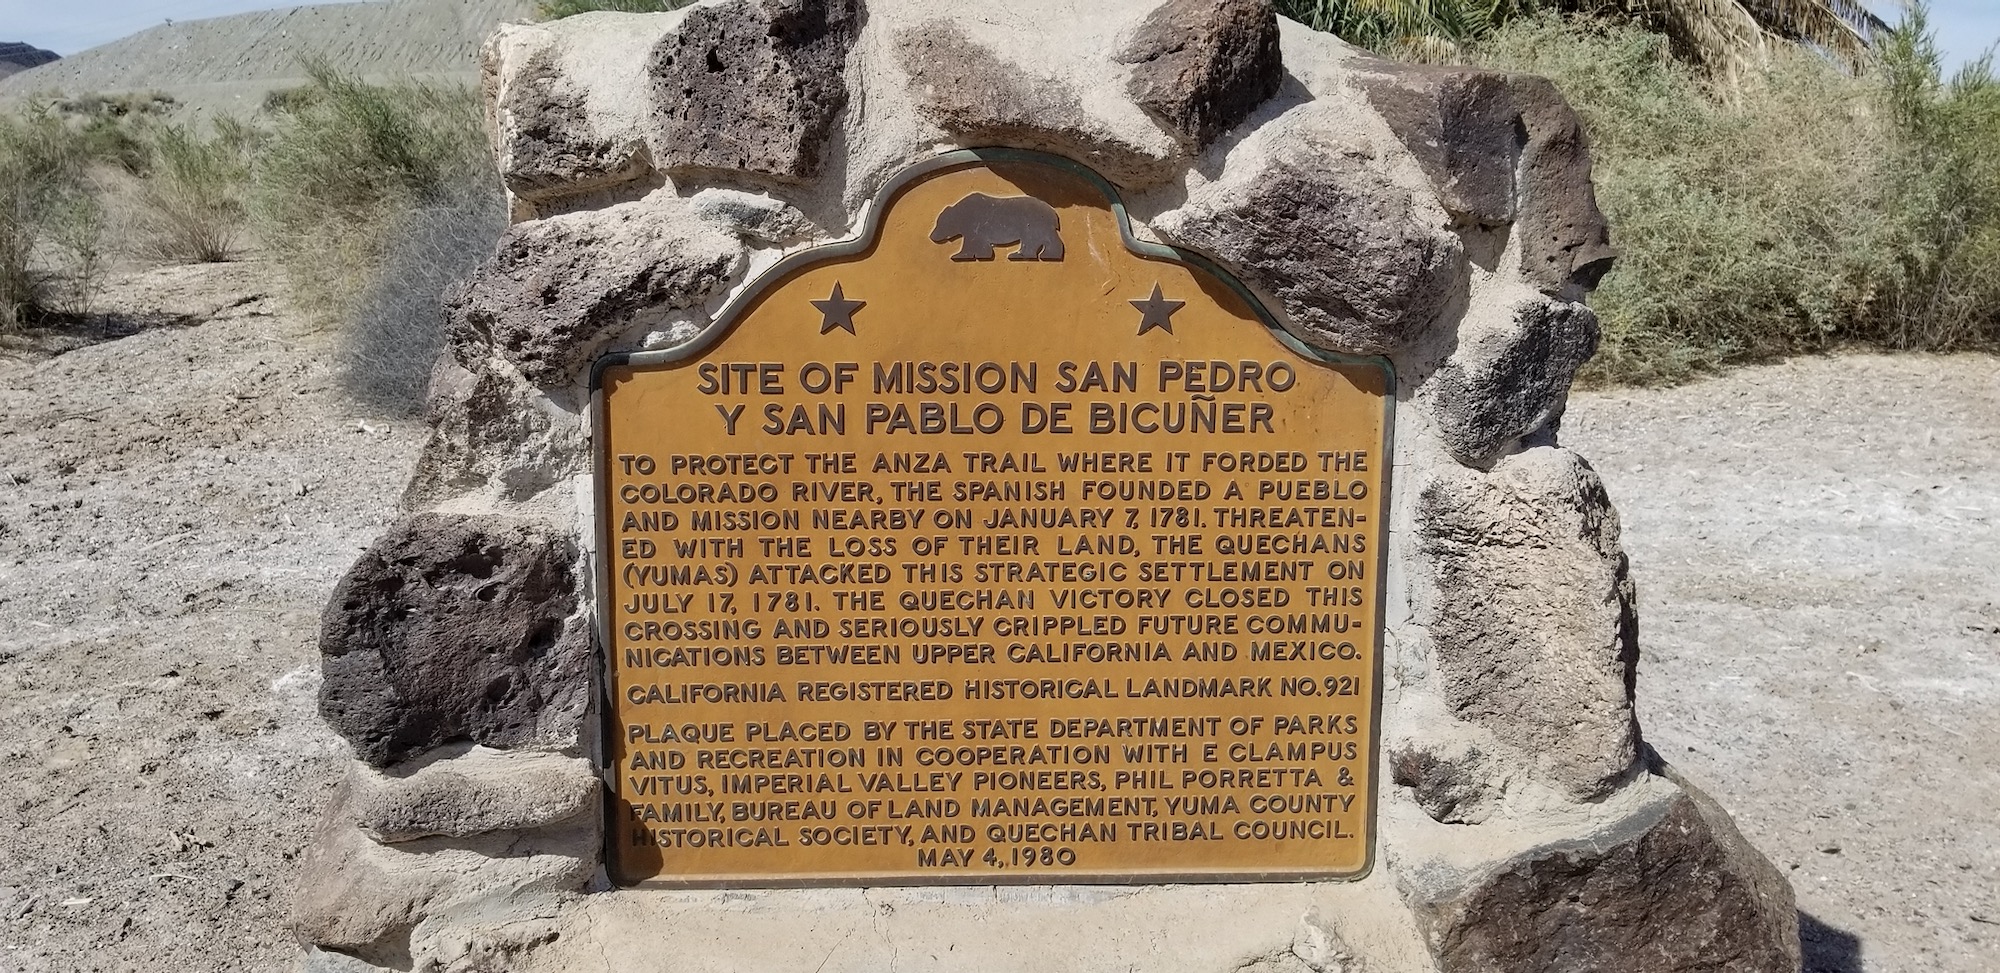 SITE OF MISSION SAN PEDRO
Y SAN PABLO DE BICUÑER
TO PROTECT THE ANZA TRAIL WHERE IT FORDED THE
COLORADO RIVER, THE SPANISH FOUNDED A PUEBLO
AND MISSION NEARBY ON JANUARY 7, 1781. THREATEN-
ED WITH THE LOSS OF THEIR LAND, THE QUECHANS
(YUMAS) ATTACKED THIS STRATEGIC SETTLEMENT ON
JULY 17, 1781. THE QUECHAN VICTORY CLOSED THIS
CROSSING AND SERIOUSLY CRIPPLED FUTURE COMMU-
NICATIONS BETWEEN UPPER CALIFORNIA AND MEXICO.
CALIFORNIA REGISTERED HISTORICAL LANDMARK NO. 921
PLAQUE PLACED BY THE STATE DEPARTMENT OF PARKS
AND RECREATION IN COOPERATION WITH E CLAMPUS
VITUS, IMPERIAL VALLEY PIONEERS, PHIL PORRETTA &
FAMILY, BUREAU OF LAND MANAGEMENT, YUMA COUNTY
HISTORICAL SOCIETY, AND QUECHAN TRIBAL COUNCIL.
MAY 4, 1980